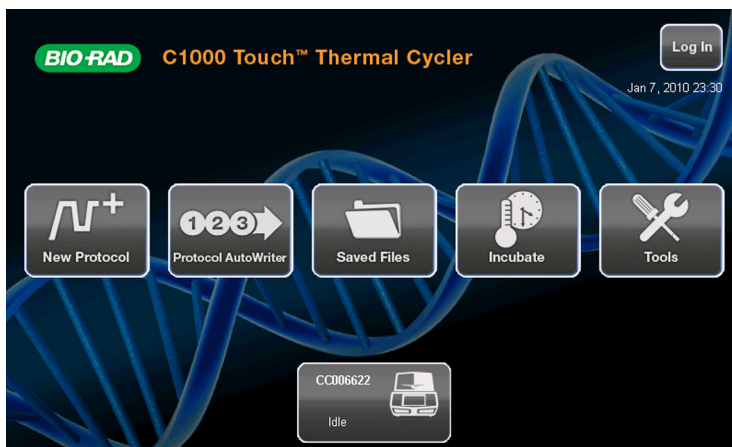 BIO-RAD C1000 Touch™ Thermal Cycler
Log In
Jan 7, 2010 23:30
New Protocol
123
Protocol AutoWriter
Saved Files
Incubate
Tools
CC006622
Idle